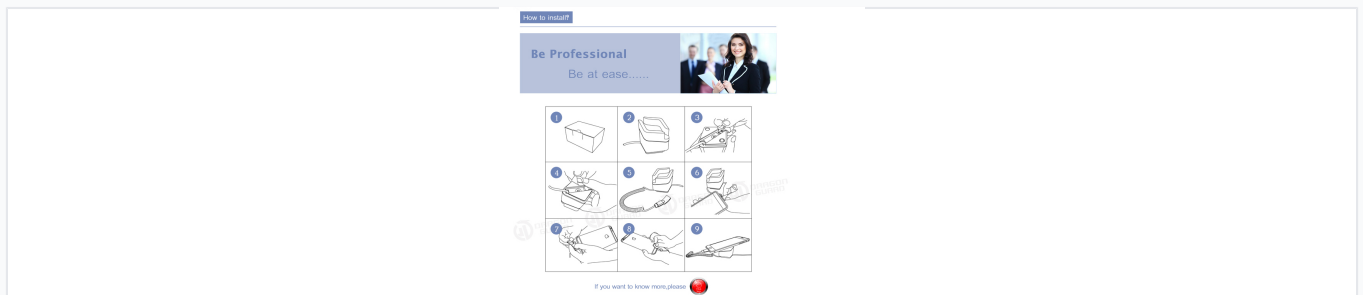 How to install?
Be Professional
Be at ease......
1
2
3
4
5
6
7
8
9
If you want to know more,please